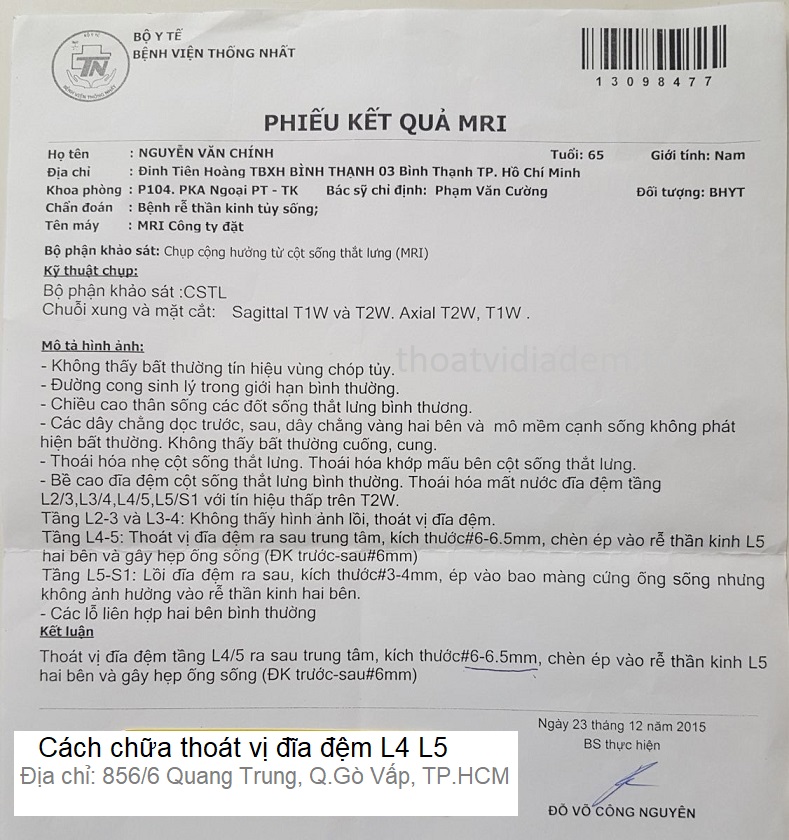 BỘ Y TẾ
BỆNH VIỆN THỐNG NHẤT
BỘ Y TẾ
TN
BỆNH VIỆN THỐNG NHẤT
13098477
PHIẾU KẾT QUẢ MRI
Họ tên : NGUYỄN VĂN CHÍNH Tuổi: 65 Giới tính: Nam
Địa chỉ : Đinh Tiên Hoàng TBXH BÌNH THẠNH 03 Bình Thạnh TP. Hồ Chí Minh
Khoa phòng : P104. PKA Ngoại PT - TK Bác sỹ chỉ định: Phạm Văn Cường Đối tượng: BHYT
Chẩn đoán : Bệnh rễ thần kinh tủy sống;
Tên máy : MRI Công ty đặt
Bộ phận khảo sát: Chụp cộng hưởng từ cột sống thắt lưng (MRI)
Kỹ thuật chụp:
Bộ phận khảo sát :CSTL
Chuỗi xung và mặt cắt: Sagittal T1W và T2W. Axial T2W, T1W .
Mô tả hình ảnh:
thoatvidiadem
- Không thấy bất thường tín hiệu vùng chóp tủy.
- Đường cong sinh lý trong giới hạn bình thường.
- Chiều cao thân sống các đốt sống thắt lưng bình thương.
- Các dây chằng dọc trước, sau, dây chằng vàng hai bên và mô mềm cạnh sống không phát
hiện bất thường. Không thấy bất thường cuống, cung.
- Thoái hóa nhẹ cột sống thắt lưng. Thoái hóa khớp mấu bên cột sống thắt lưng.
- Bề cao đĩa đệm cột sống thắt lưng bình thường. Thoái hóa mất nước đĩa đệm tầng
L2/3,L3/4,L4/5,L5/S1 với tín hiệu thấp trên T2W.
Tầng L2-3 và L3-4: Không thấy hình ảnh lồi, thoát vị đĩa đệm.
Tầng L4-5: Thoát vị đĩa đệm ra sau trung tâm, kích thước#6-6.5mm, chèn ép vào rễ thần kinh L5
hai bên và gây hẹp ống sống (ĐK trước-sau#6mm)
Tầng L5-S1: Lồi đĩa đệm ra sau, kích thước#3-4mm, ép vào bao màng cứng ống sống nhưng
không ảnh hưởng vào rễ thần kinh hai bên.
- Các lỗ liên hợp hai bên bình thường
Kết luận
Thoát vị đĩa đệm tầng L4/5 ra sau trung tâm, kích thước#6-6.5mm, chèn ép vào rễ thần kinh L5
hai bên và gây hẹp ống sống (ĐK trước-sau#6mm)
Ngày 23 tháng 12 năm 2015
BS thực hiện
Cách chữa thoát vị đĩa đệm L4 L5
Địa chỉ: 856/6 Quang Trung, Q.Gò Vấp, TP.HCM
ĐỖ VÕ CÔNG NGUYÊN